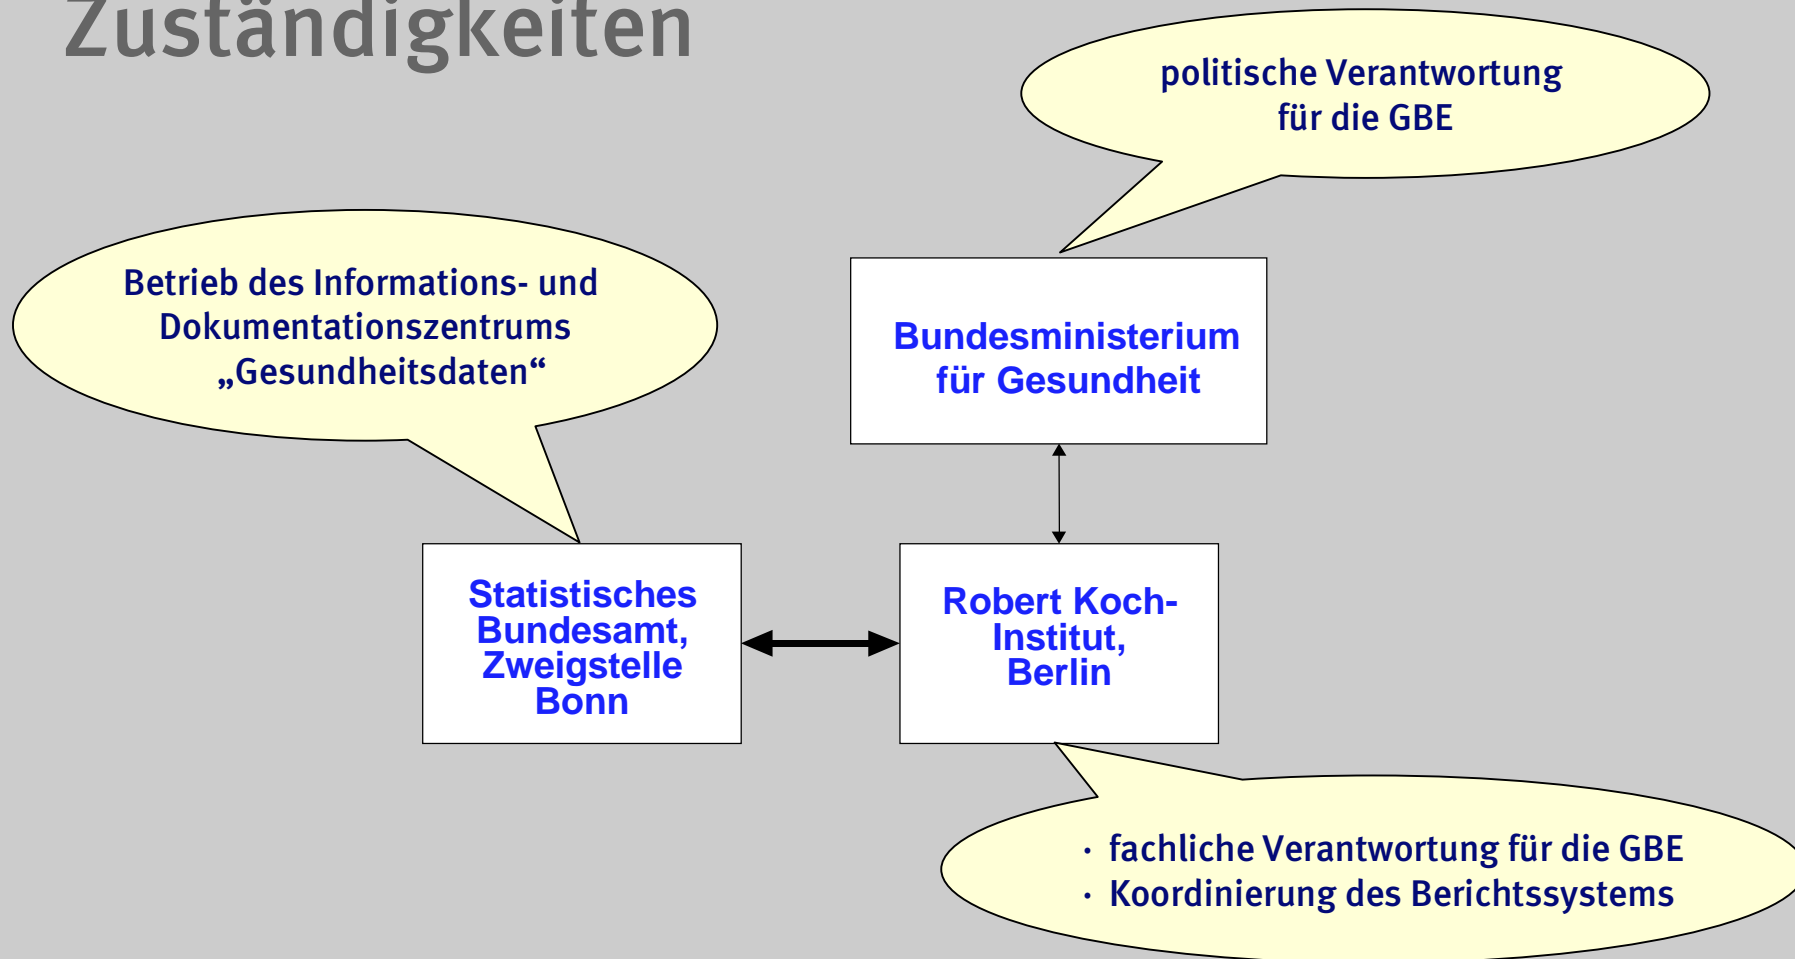 Zuständigkeiten
politische Verantwortung
für die GBE
Betrieb des Informations- und
Dokumentationszentrums
„Gesundheitsdaten“
Bundesministerium
für Gesundheit
Statistisches
Bundesamt,
Zweigstelle
Bonn
Robert Koch-
Institut,
Berlin
· fachliche Verantwortung für die GBE
· Koordinierung des Berichtssystems